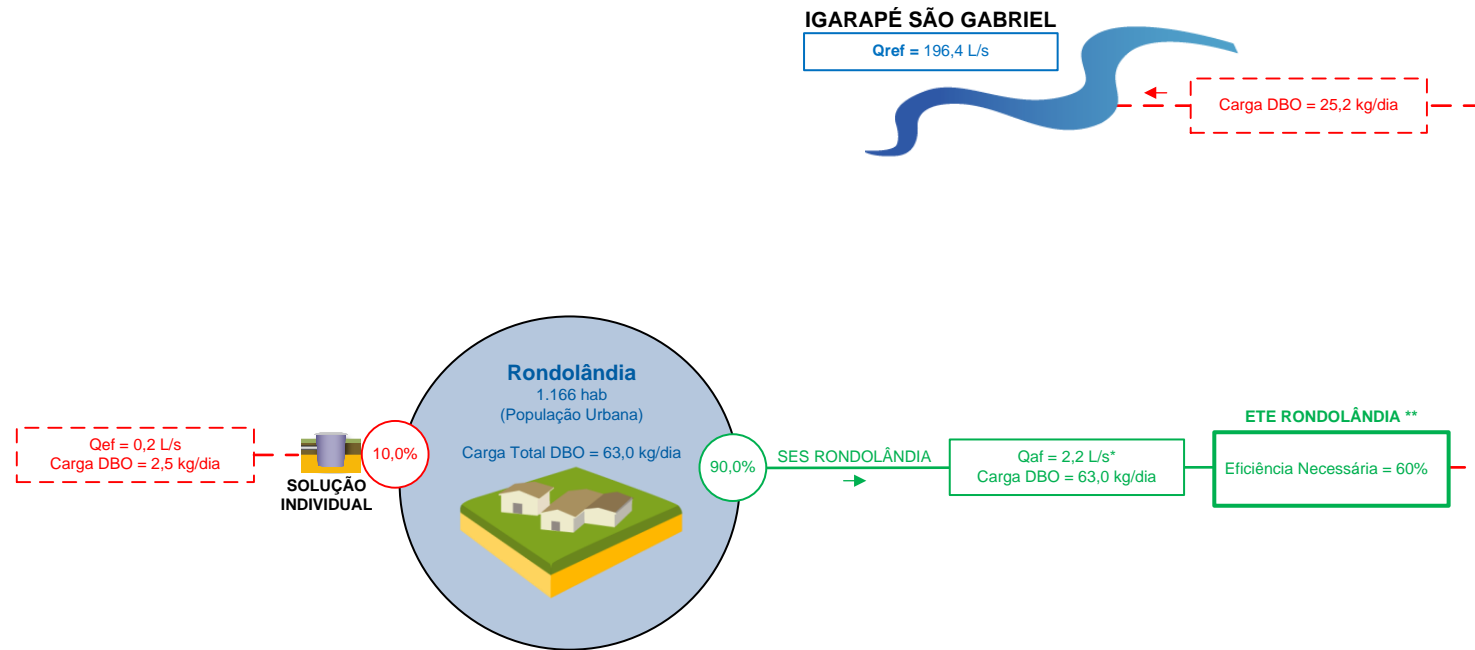 IGARAPÉ SÃO GABRIEL
Qref = 196,4 L/s
Carga DBO = 25,2 kg/dia
Rondolândia
1.166 hab
(População Urbana)
Carga Total DBO = 63,0 kg/dia
Qef = 0,2 L/s
Carga DBO = 2,5 kg/dia
SOLUÇÃO
INDIVIDUAL
10,0%
90,0%
SES RONDOLÂNDIA
Qaf = 2,2 L/s*
Carga DBO = 63,0 kg/dia
ETE RONDOLÂNDIA **
Eficiência Necessária = 60%